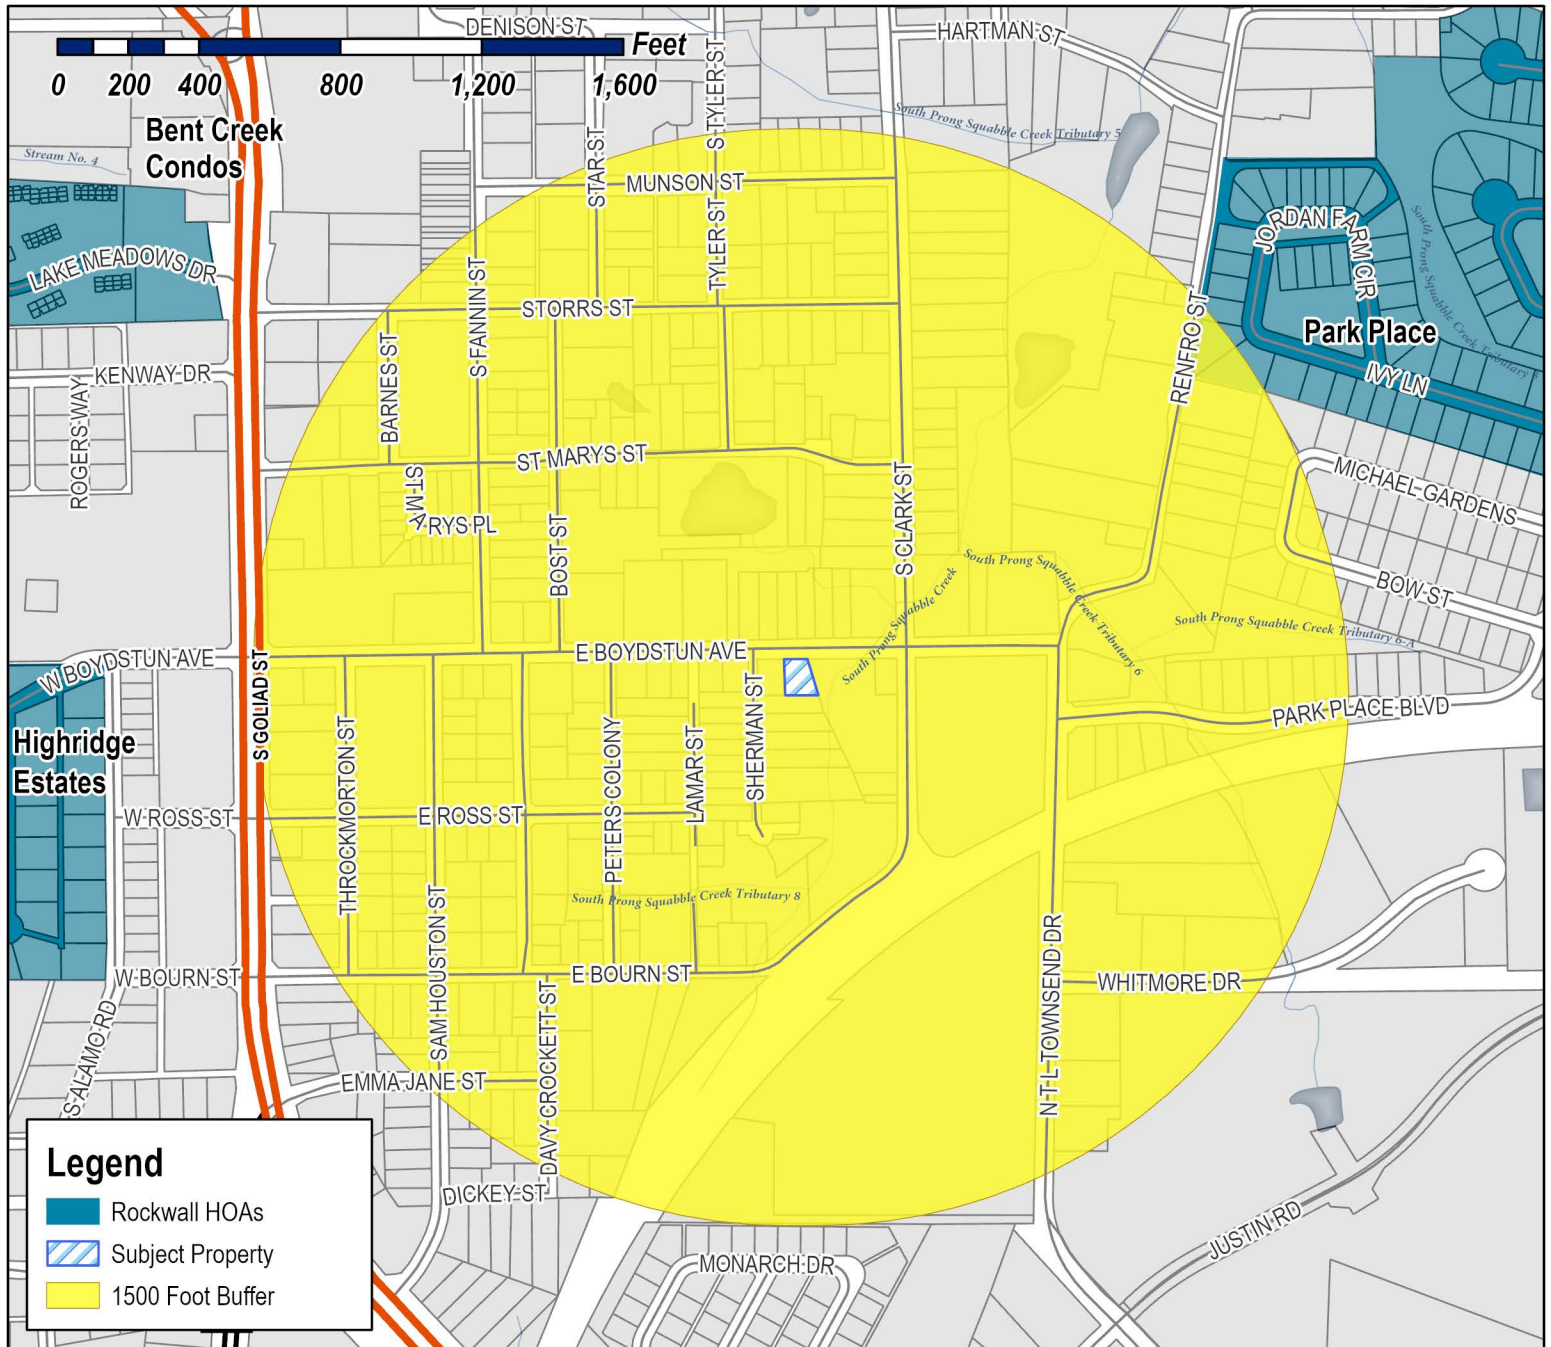 DENISON ST
HARTMAN ST
Feet
0 200 400 800 1,200 1,600
S TYLER ST
Bent Creek
Condos
Stream No. 4
STAR ST
South Prong Squabble Creek Tributary 5
MUNSON ST
TYLER ST
JORDAN FARM CIR
LAKE MEADOWS DR
S FANNIN ST
STORRS ST
RENFRO ST
Park Place
IVY LN
KENWAY DR
ROGERS WAY
BARNES ST
ST MARYS ST
ST MARYS PL
BOST ST
S CLARK ST
MICHAEL GARDENS
BOW ST
South Prong Squabble Creek
South Prong Squabble Creek Tributary 6
South Prong Squabble Creek Tributary 6-A
W BOYDSTUN AVE
E BOYDSTUN AVE
S GOLIAD ST
PARK PLACE BLVD
Highridge
Estates
THROCKMORTON ST
PETERS COLONY
LAMAR ST
SHERMAN ST
W ROSS ST
E ROSS ST
South Prong Squabble Creek Tributary 8
SAM HOUSTON ST
W BOURN ST
E BOURN ST
N T L TOWNSEND DR
WHITMORE DR
S ALAMO RD
EMMA JANE ST
DAVY CROCKETT ST
DICKEY ST
JUSTIN RD
MONARCH DR
Legend
Rockwall HOAs
Subject Property
1500 Foot Buffer